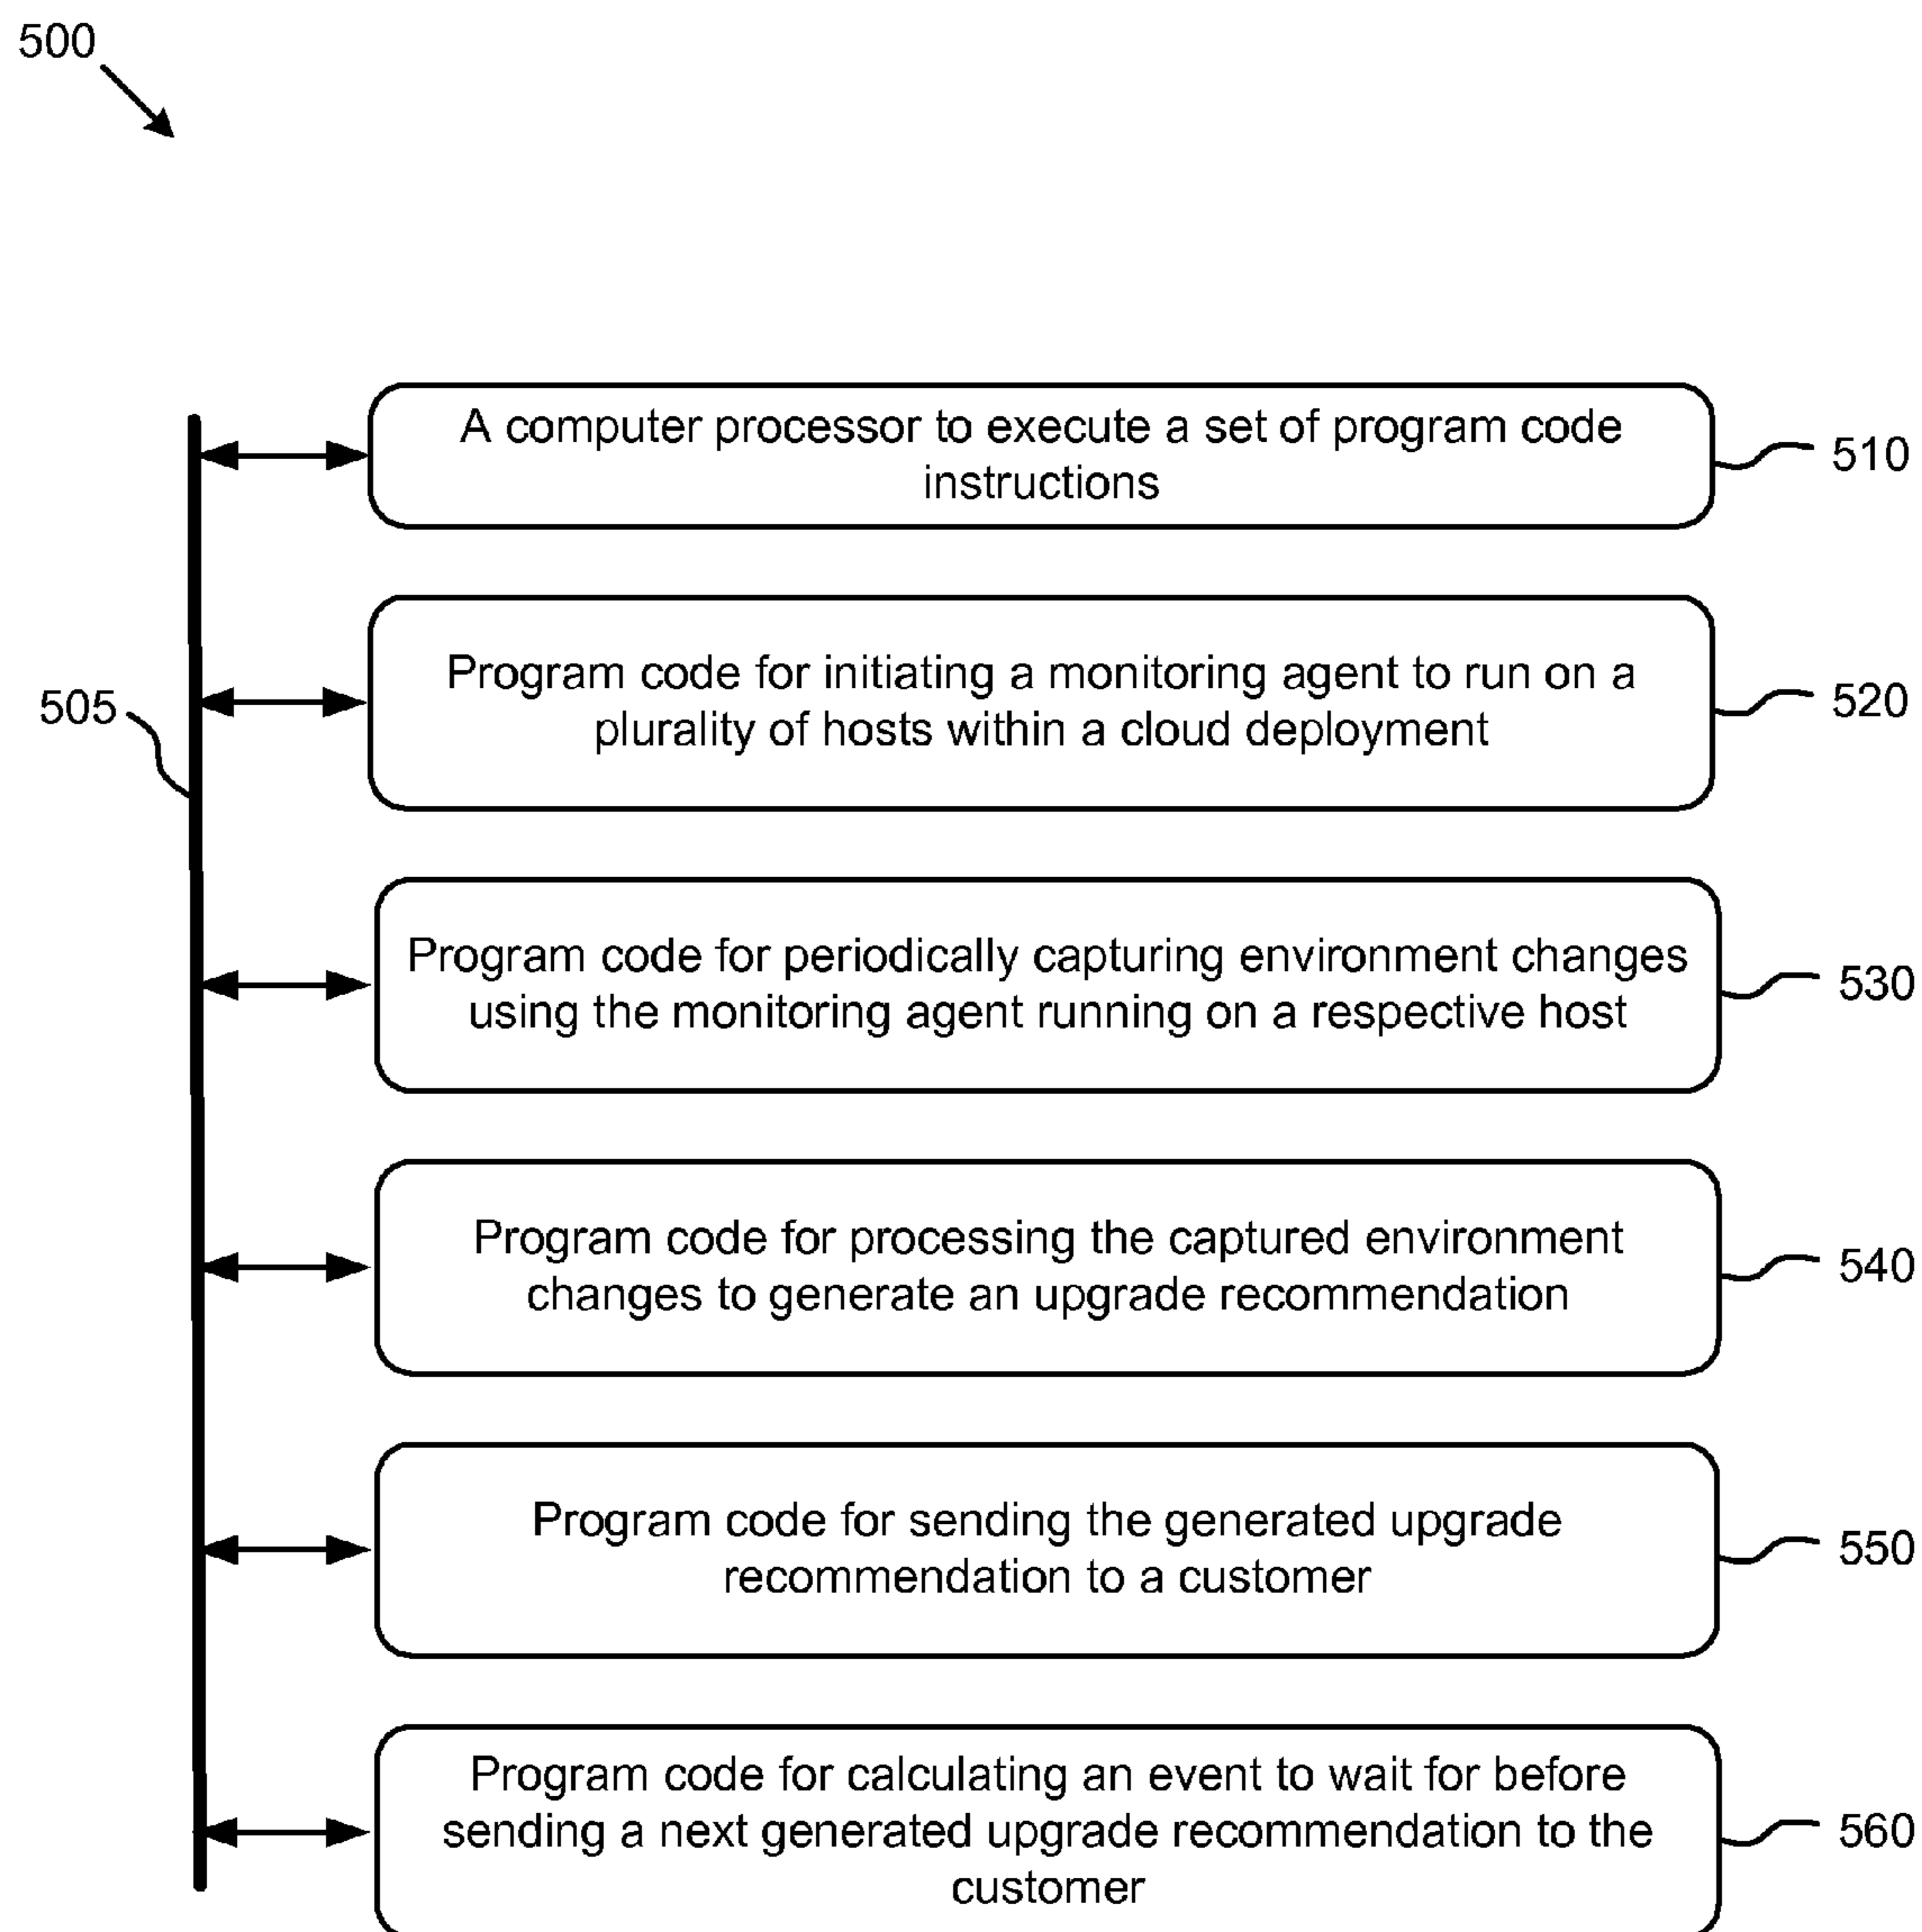 500
A computer processor to execute a set of program code
instructions
510
Program code for initiating a monitoring agent to run on a
plurality of hosts within a cloud deployment
520
505
Program code for periodically capturing environment changes
using the monitoring agent running on a respective host
530
Program code for processing the captured environment
changes to generate an upgrade recommendation
540
Program code for sending the generated upgrade
recommendation to a customer
550
Program code for calculating an event to wait for before
sending a next generated upgrade recommendation to the
customer
560